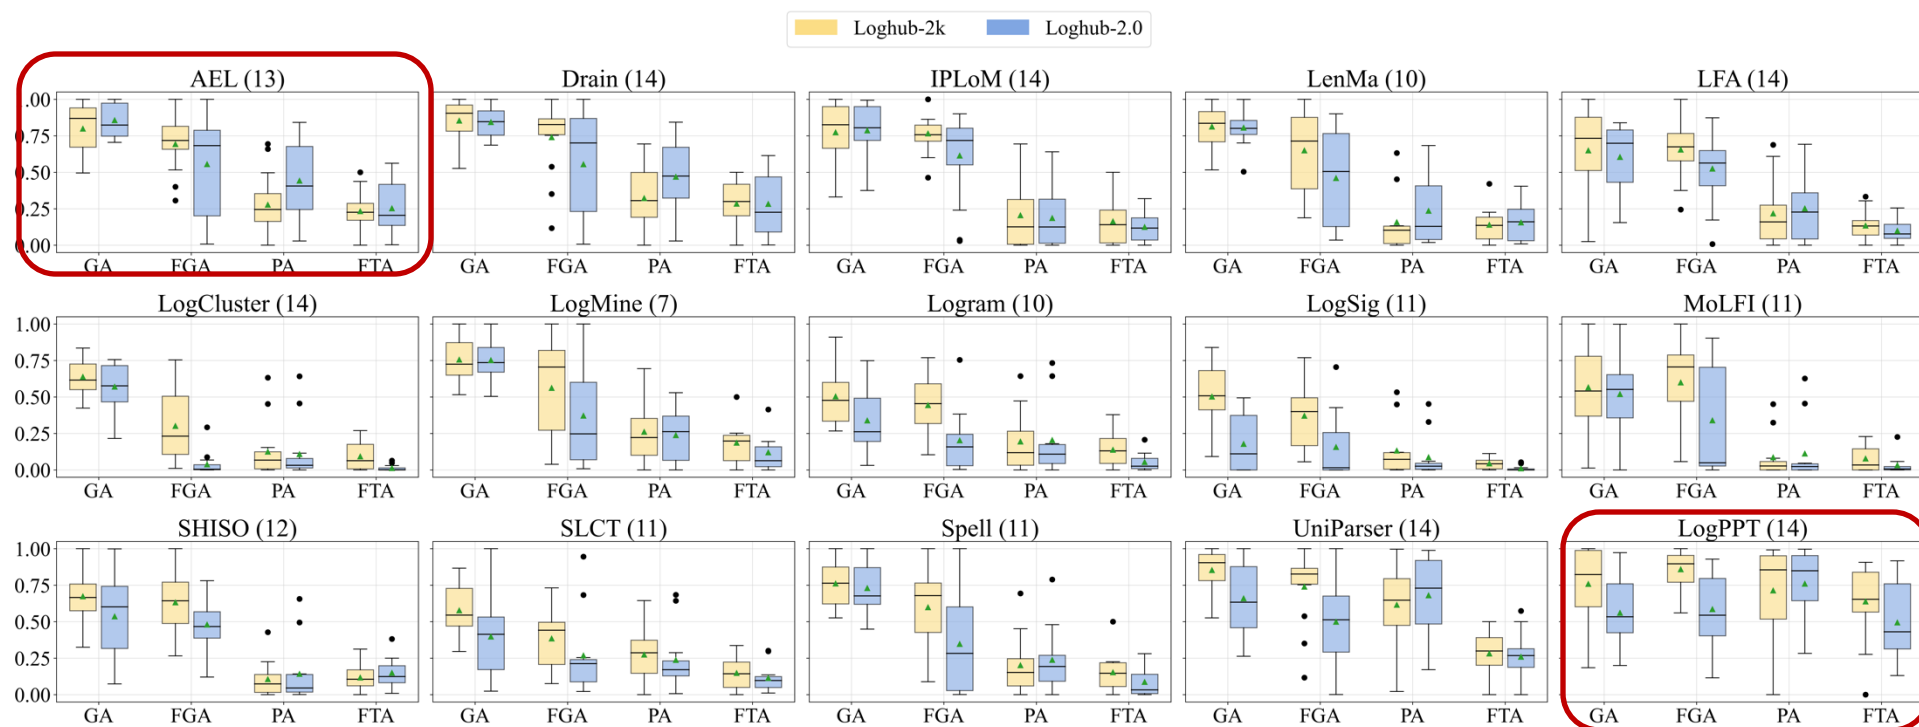 Loghub-2k Loghub-2.0
AEL (13) Drain (14) IPLoM (14) LenMa (10) LFA (14)
.00
0.75
0.50
0.25
0.00
GA FGA PA FTA GA FGA PA FTA GA FGA PA FTA GA FGA PA FTA GA FGA PA FTA
LogCluster (14) LogMine (7) Logram (10) LogSig (11) MoLFI (11)
1.00
0.75
0.50
0.25
0.00
GA FGA PA FTA GA FGA PA FTA GA FGA PA FTA GA FGA PA FTA GA FGA PA FTA
SHISO (12) SLCT (11) Spell (11) UniParser (14) LogPPT (14)
1.00
0.75
0.50
0.25
0.00
GA FGA PA FTA GA FGA PA FTA GA FGA PA FTA GA FGA PA FTA GA FGA PA FTA